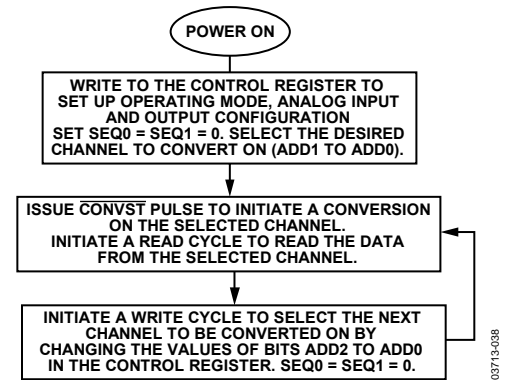 POWER ON
WRITE TO THE CONTROL REGISTER TO
SET UP OPERATING MODE, ANALOG INPUT
AND OUTPUT CONFIGURATION
SET SEQ0 = SEQ1 = 0. SELECT THE DESIRED
CHANNEL TO CONVERT ON (ADD1 TO ADD0).
ISSUE CONVST PULSE TO INITIATE A CONVERSION
ON THE SELECTED CHANNEL.
INITIATE A READ CYCLE TO READ THE DATA
FROM THE SELECTED CHANNEL.
INITIATE A WRITE CYCLE TO SELECT THE NEXT
CHANNEL TO BE CONVERTED ON BY
CHANGING THE VALUES OF BITS ADD2 TO ADD0
IN THE CONTROL REGISTER. SEQ0 = SEQ1 = 0.
03713-038